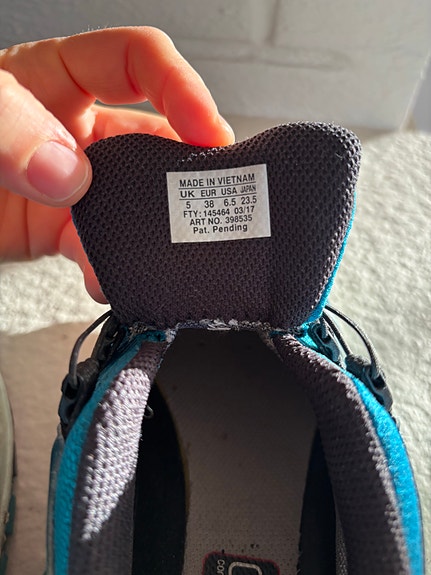 MADE IN VIETNAM
UK EUR USA JAPAN
5 38 6.5 23.5
FTY: 145464 03/17
ART NO. 398535
Pat. Pending